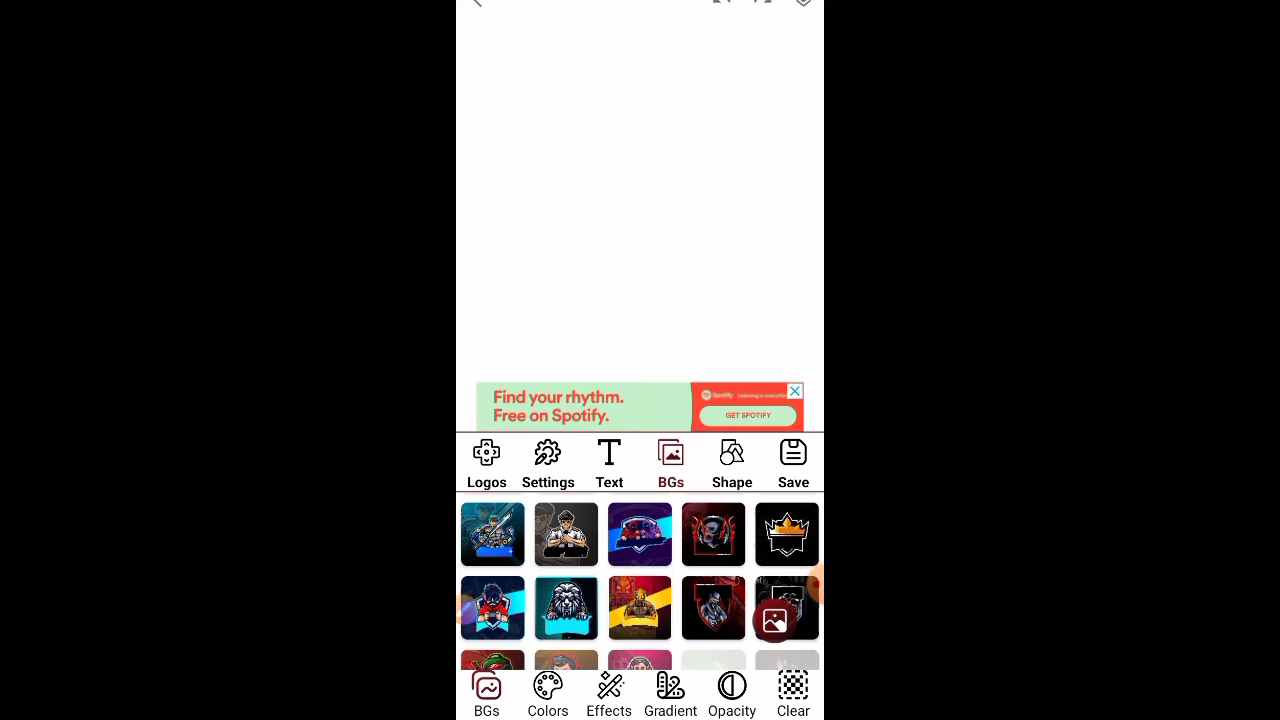 Find your rhythm.
Free on Spotify.
Spotify
GET SPOTIFY
Logos Settings Text BGs Shape Save
BGs Colors Effects Gradient Opacity Clear